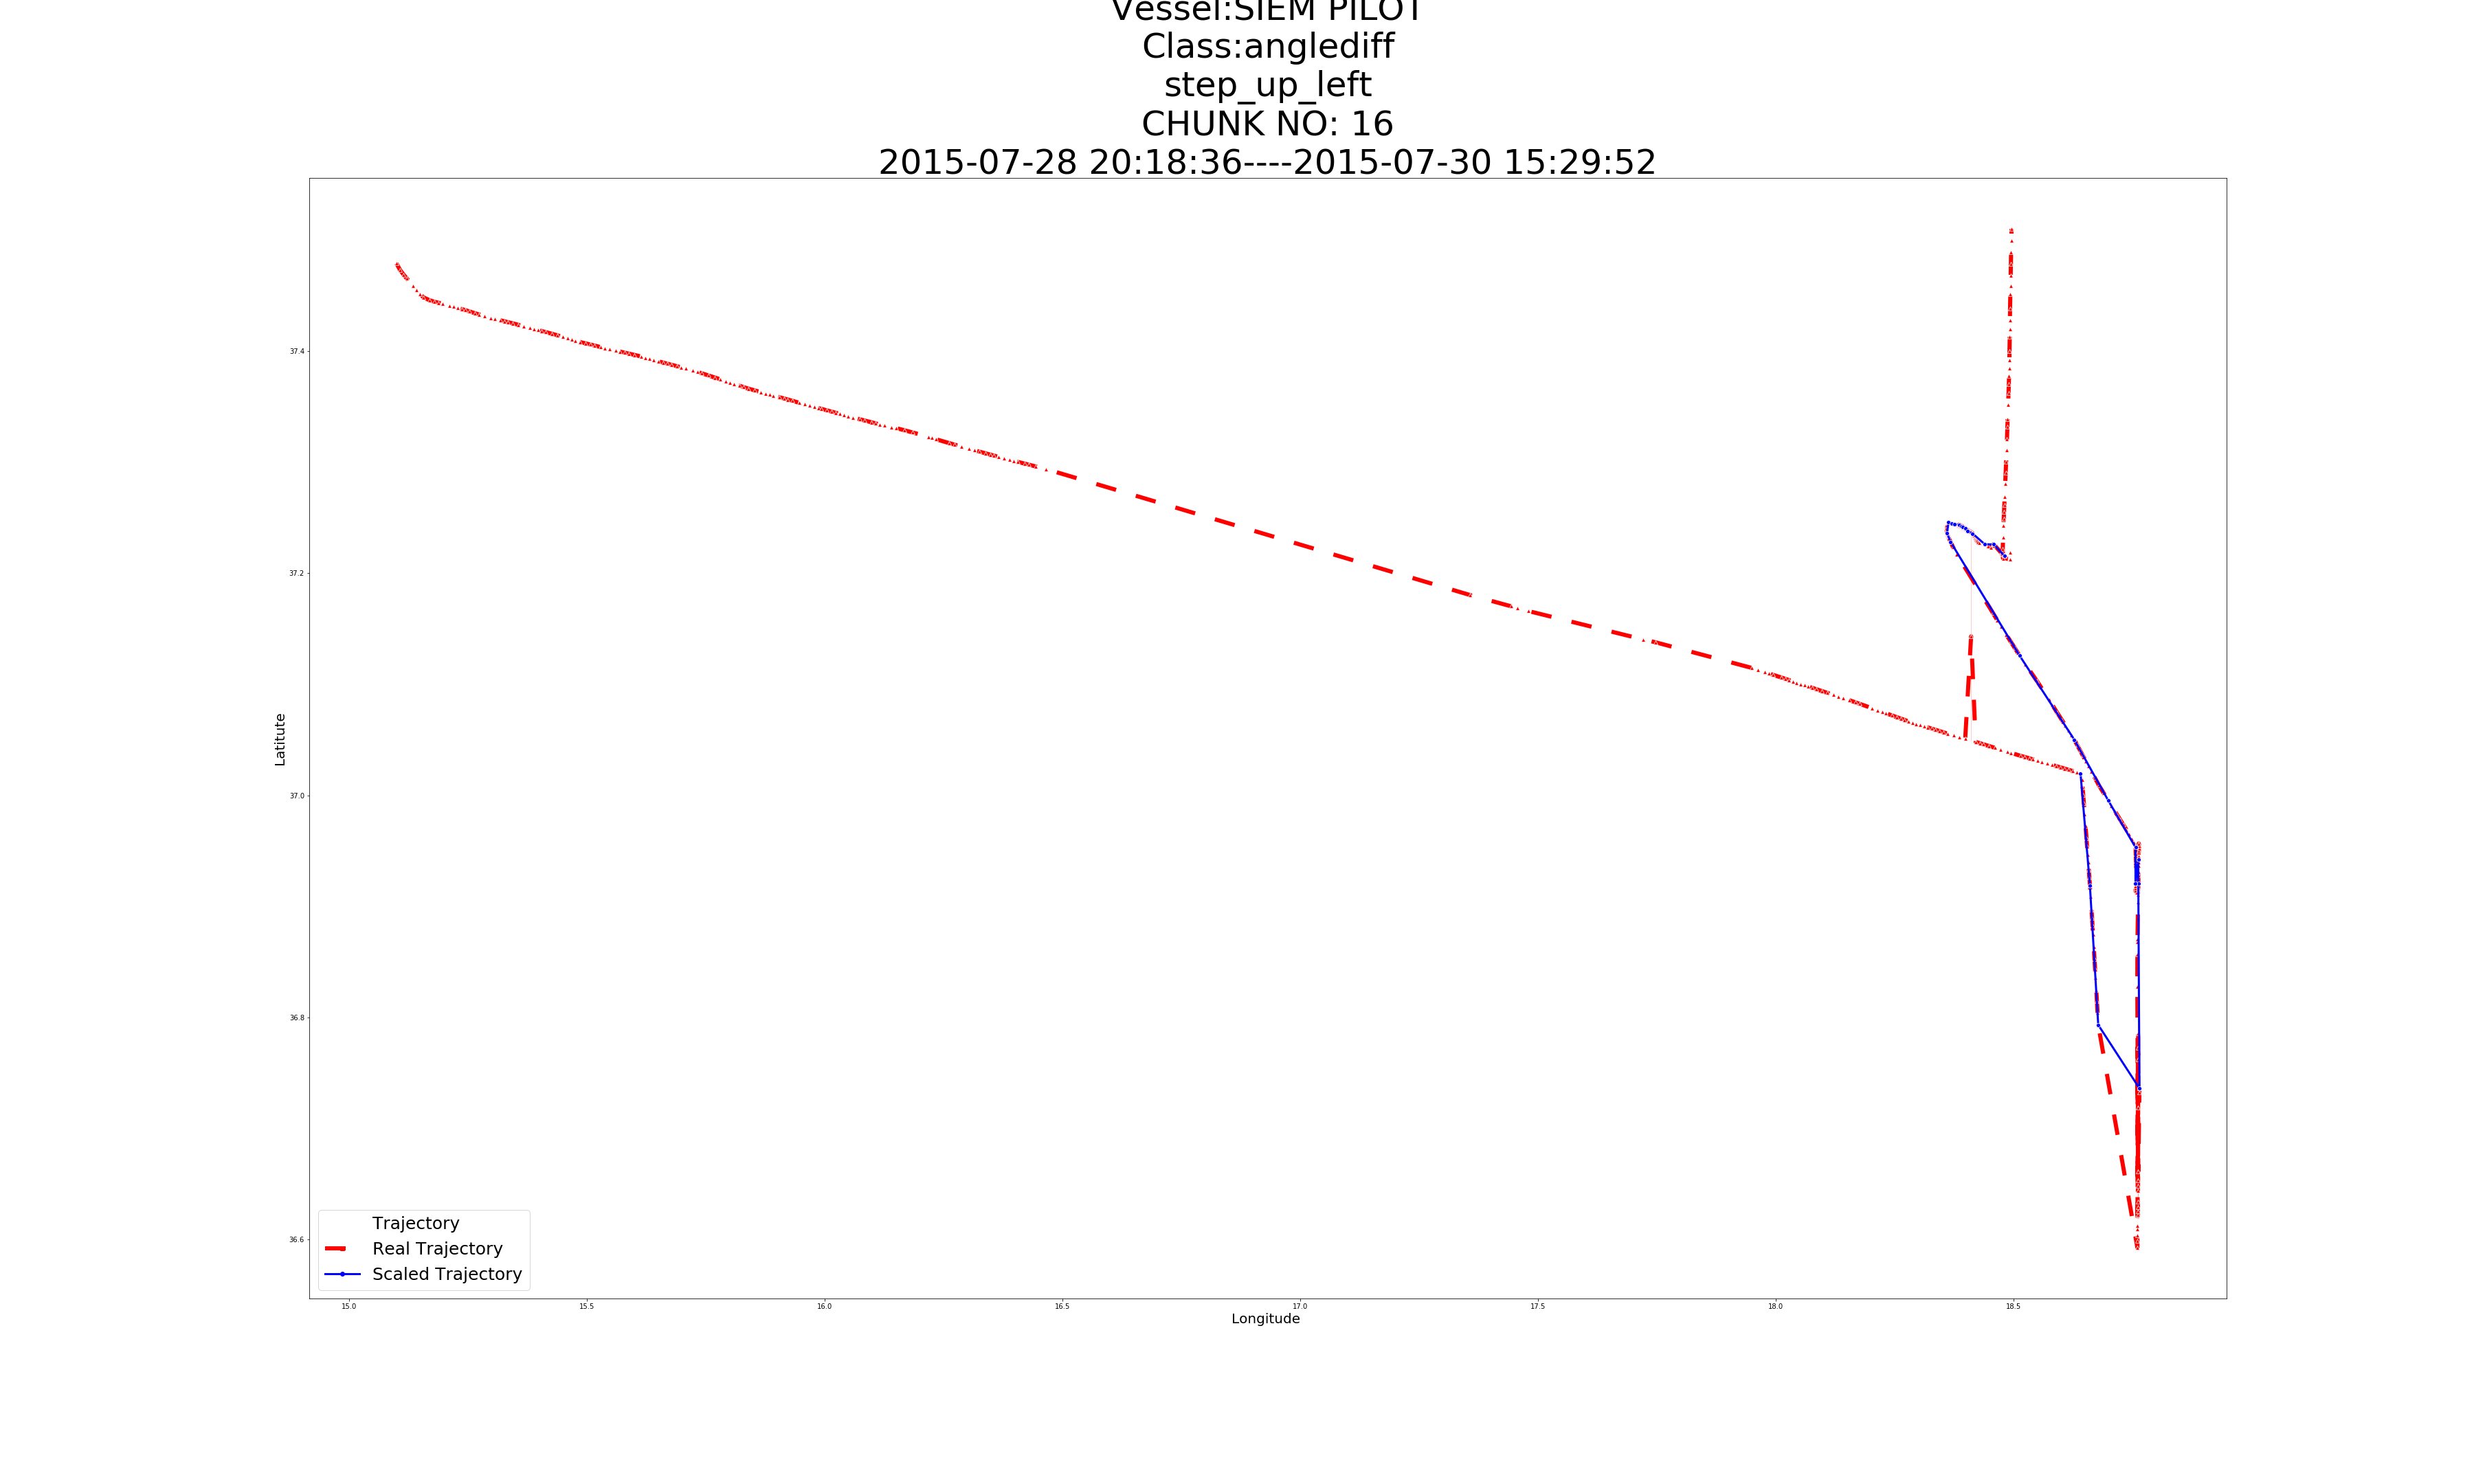 Vessel:SIEM PILOT
Class:anglediff
step_up_left
CHUNK NO: 16
2015-07-28 20:18:36----2015-07-30 15:29:52
37.4
37.2
37.0
36.8
36.6
Latitute
Trajectory
Real Trajectory
Scaled Trajectory
15.0 15.5 16.0 16.5 17.0 17.5 18.0 18.5
Longitude